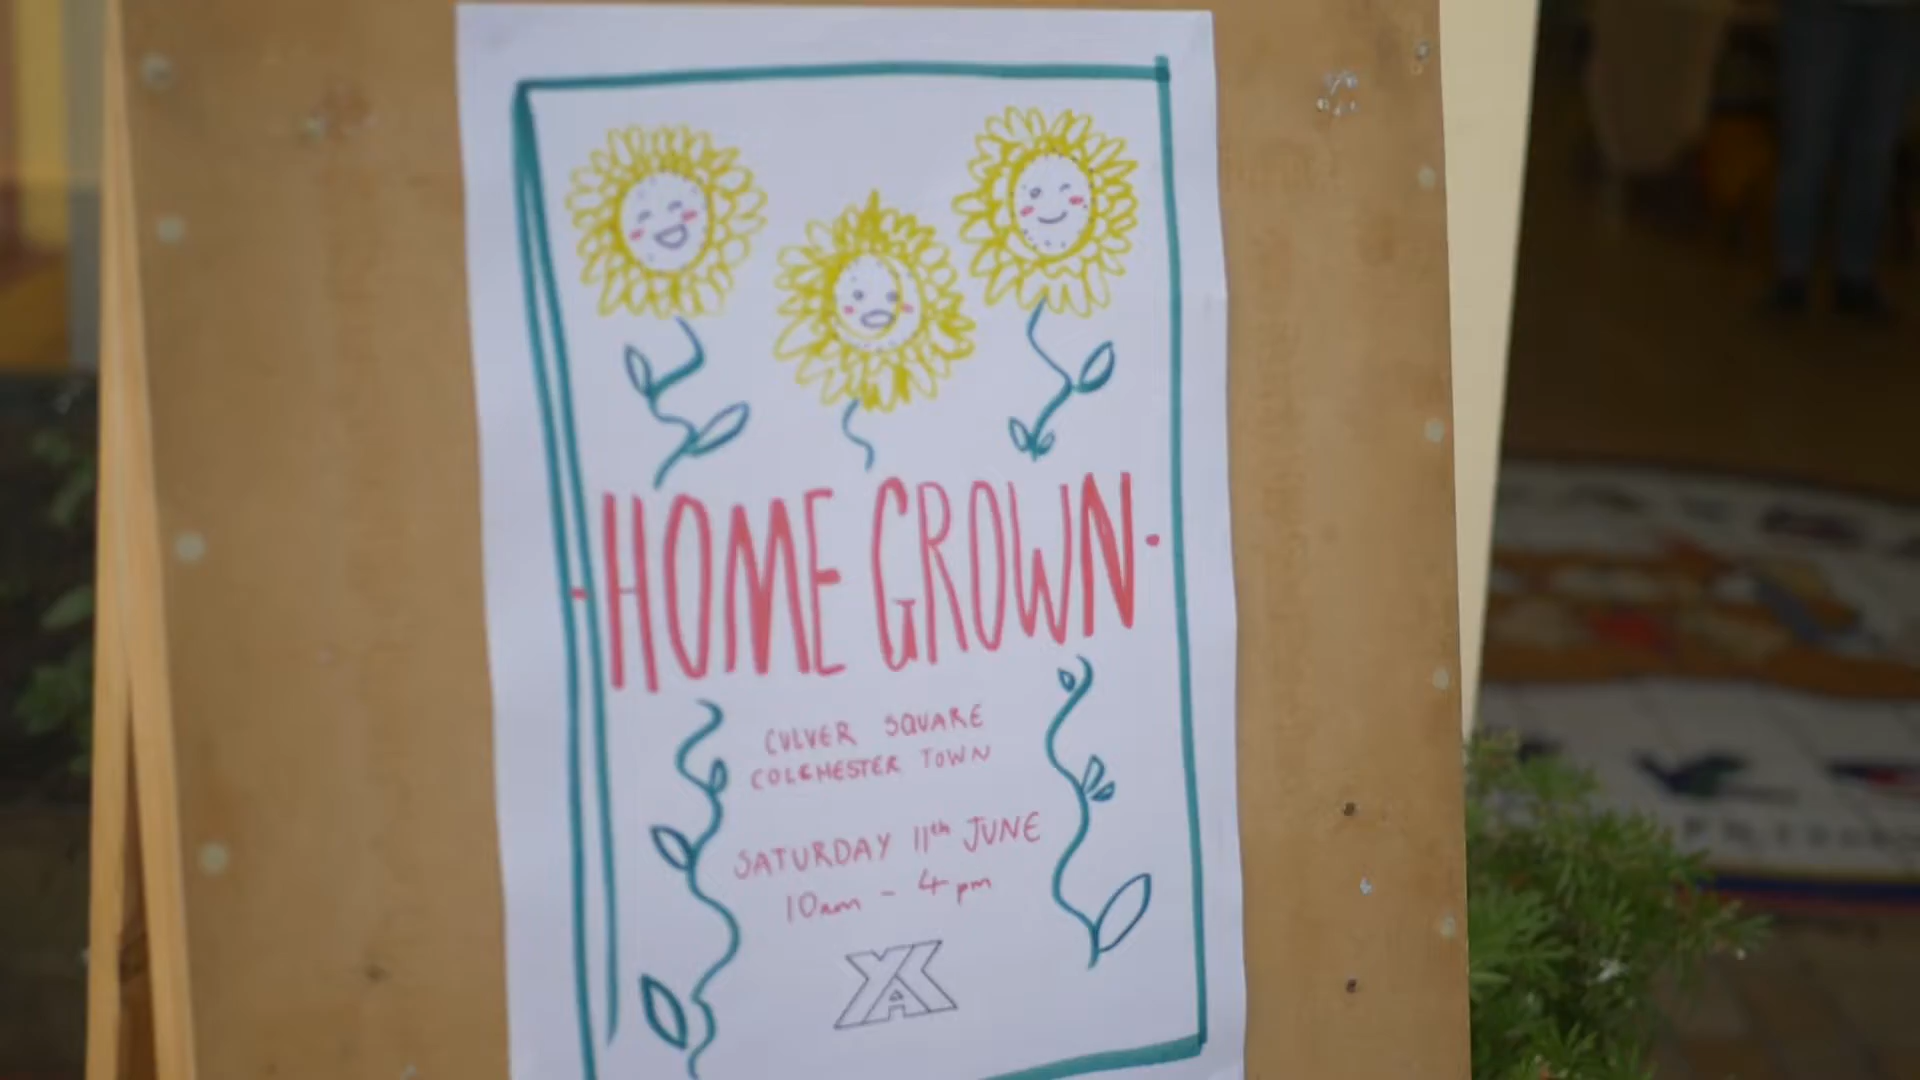 ·HOME GROWN·
CULVER SQUARE
COLCHESTER TOWN
SATURDAY 11th JUNE
10am - 4pm